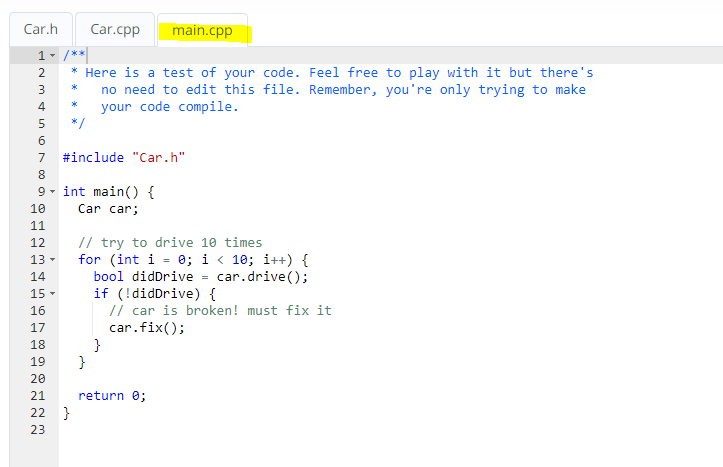 Car.h Car.cpp main.cpp
1 /**
2  * Here is a test of your code. Feel free to play with it but there's
3  *   no need to edit this file. Remember, you're only trying to make
4  *   your code compile.
5  */
6
7 #include "Car.h"
8
9 int main() {
10   Car car;
11
12   // try to drive 10 times
13   for (int i = 0; i < 10; i++) {
14     bool didDrive = car.drive();
15     if (!didDrive) {
16       // car is broken! must fix it
17       car.fix();
18     }
19   }
20
21   return 0;
22 }
23